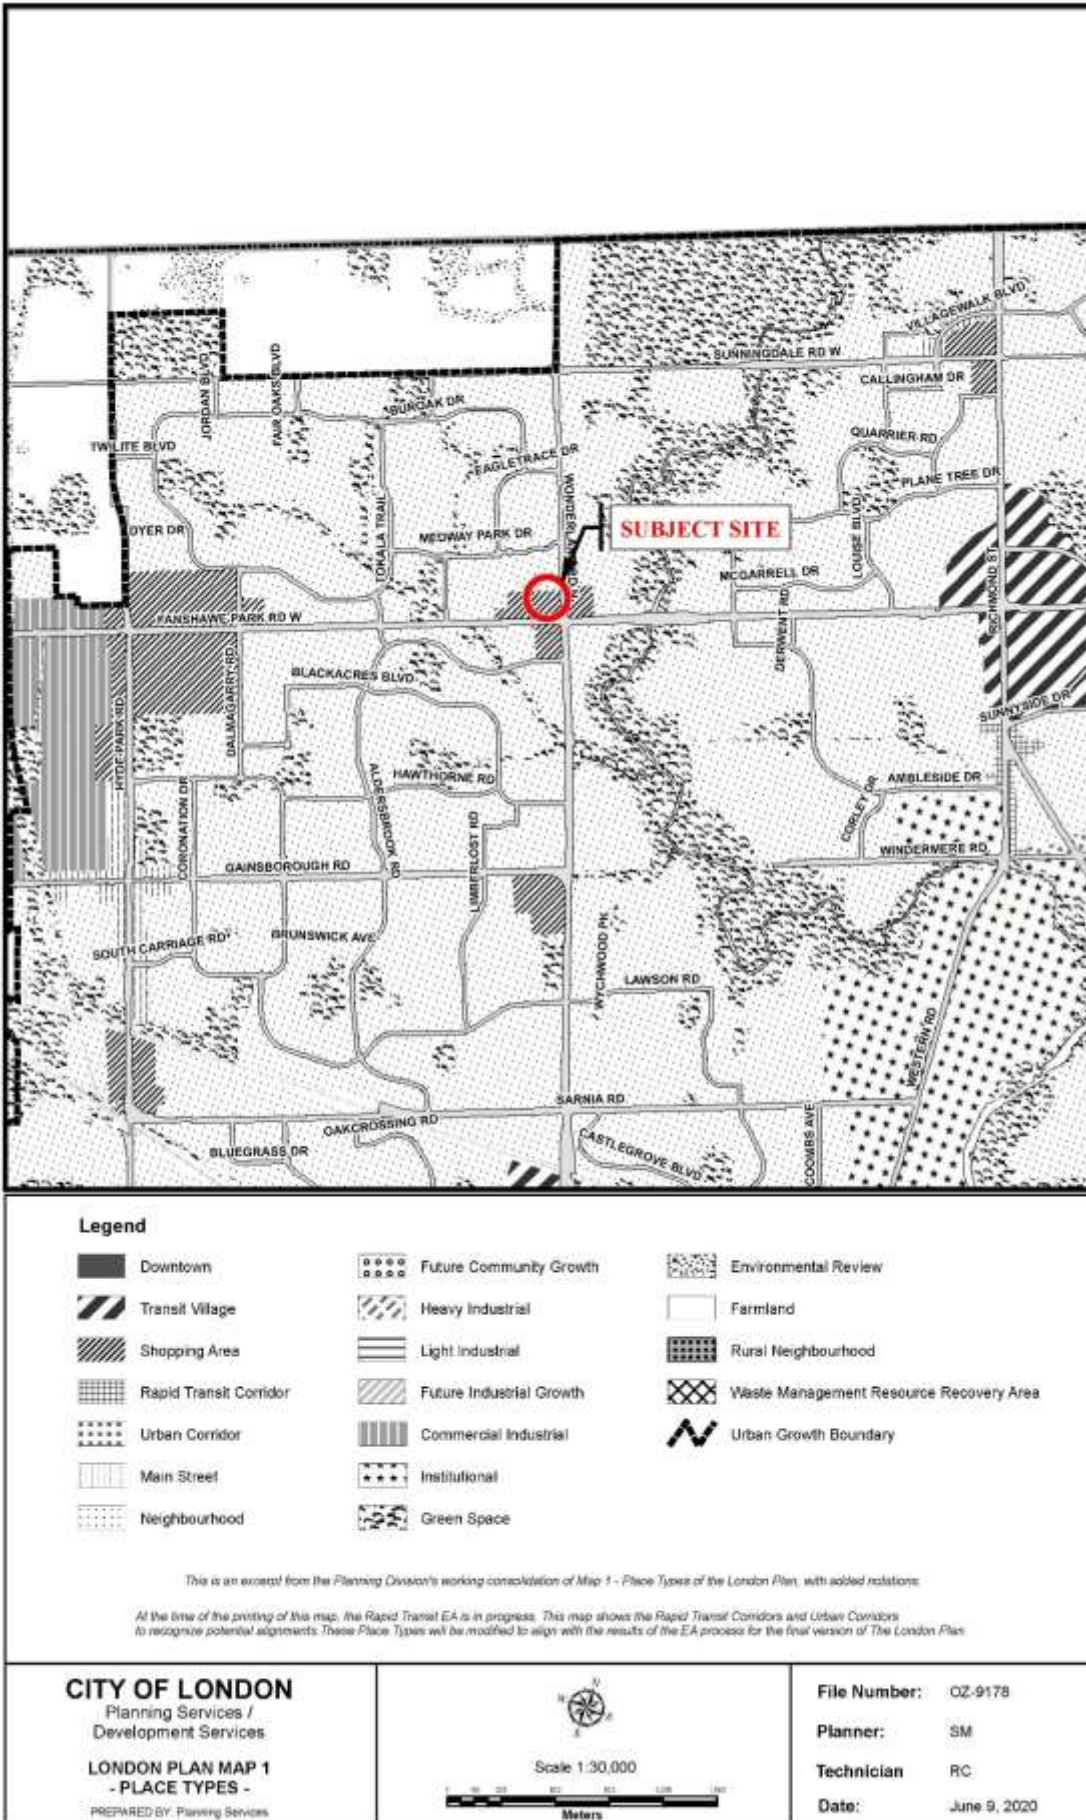 VILLAGEWALK BLVD
SUNNINGDALE RD W
CALLINGHAM DR
JORDAN BLVD
FAIR OAKS BLVD
BUROAK DR
QUARRIER RD
TWILITE BLVD
EAGLETRACE DR
PLANE TREE DR
WONDERLAND RD N
TOKALA TRAIL
LOUISE BLVD
DYER DR
MEDWAY PARK DR
SUBJECT SITE
MCGARRELL DR
RICHMOND ST
FANSHAWE PARK RD W
DERWENT RD
DALMAGARRY RD
BLACKACRES BLVD
SUNNYSIDE DR
HYDE PARK RD
HAWTHORNE RD
AMBLESIDE DR
CORLEY DR
CORONATION DR
ALDERSBROOK RD
LIMBERLOST RD
WINDERMERE RD
GAINSBOROUGH RD
SOUTH CARRIAGE RD
BRUNSWICK AVE
WYCHWOOD PK
LAWSON RD
WESTERN RD
SARNIA RD
OAKCROSSING RD
BLUEGRASS DR
CASTLEGROVE BLVD
COOMBS AVE
Legend
Downtown
Transit Village
Shopping Area
Rapid Transit Corridor
Urban Corridor
Main Street
Neighbourhood
Future Community Growth
Heavy Industrial
Light Industrial
Future Industrial Growth
Commercial Industrial
Institutional
Green Space
Environmental Review
Farmland
Rural Neighbourhood
Waste Management Resource Recovery Area
Urban Growth Boundary
This is an excerpt from the Planning Division's working consolidation of Map 1 - Place Types of the London Plan, with added notations.
At the time of the printing of this map, the Rapid Transit EA is in progress. This map shows the Rapid Transit Corridors and Urban Corridors
to recognize potential alignments. These Place Types will be modified to align with the results of the EA process for the final version of The London Plan
CITY OF LONDON
Planning Services /
Development Services
LONDON PLAN MAP 1
- PLACE TYPES -
PREPARED BY: Planning Services
Scale 1:30,000
Meters
File Number: OZ-9178
Planner: SM
Technician RC
Date: June 9, 2020